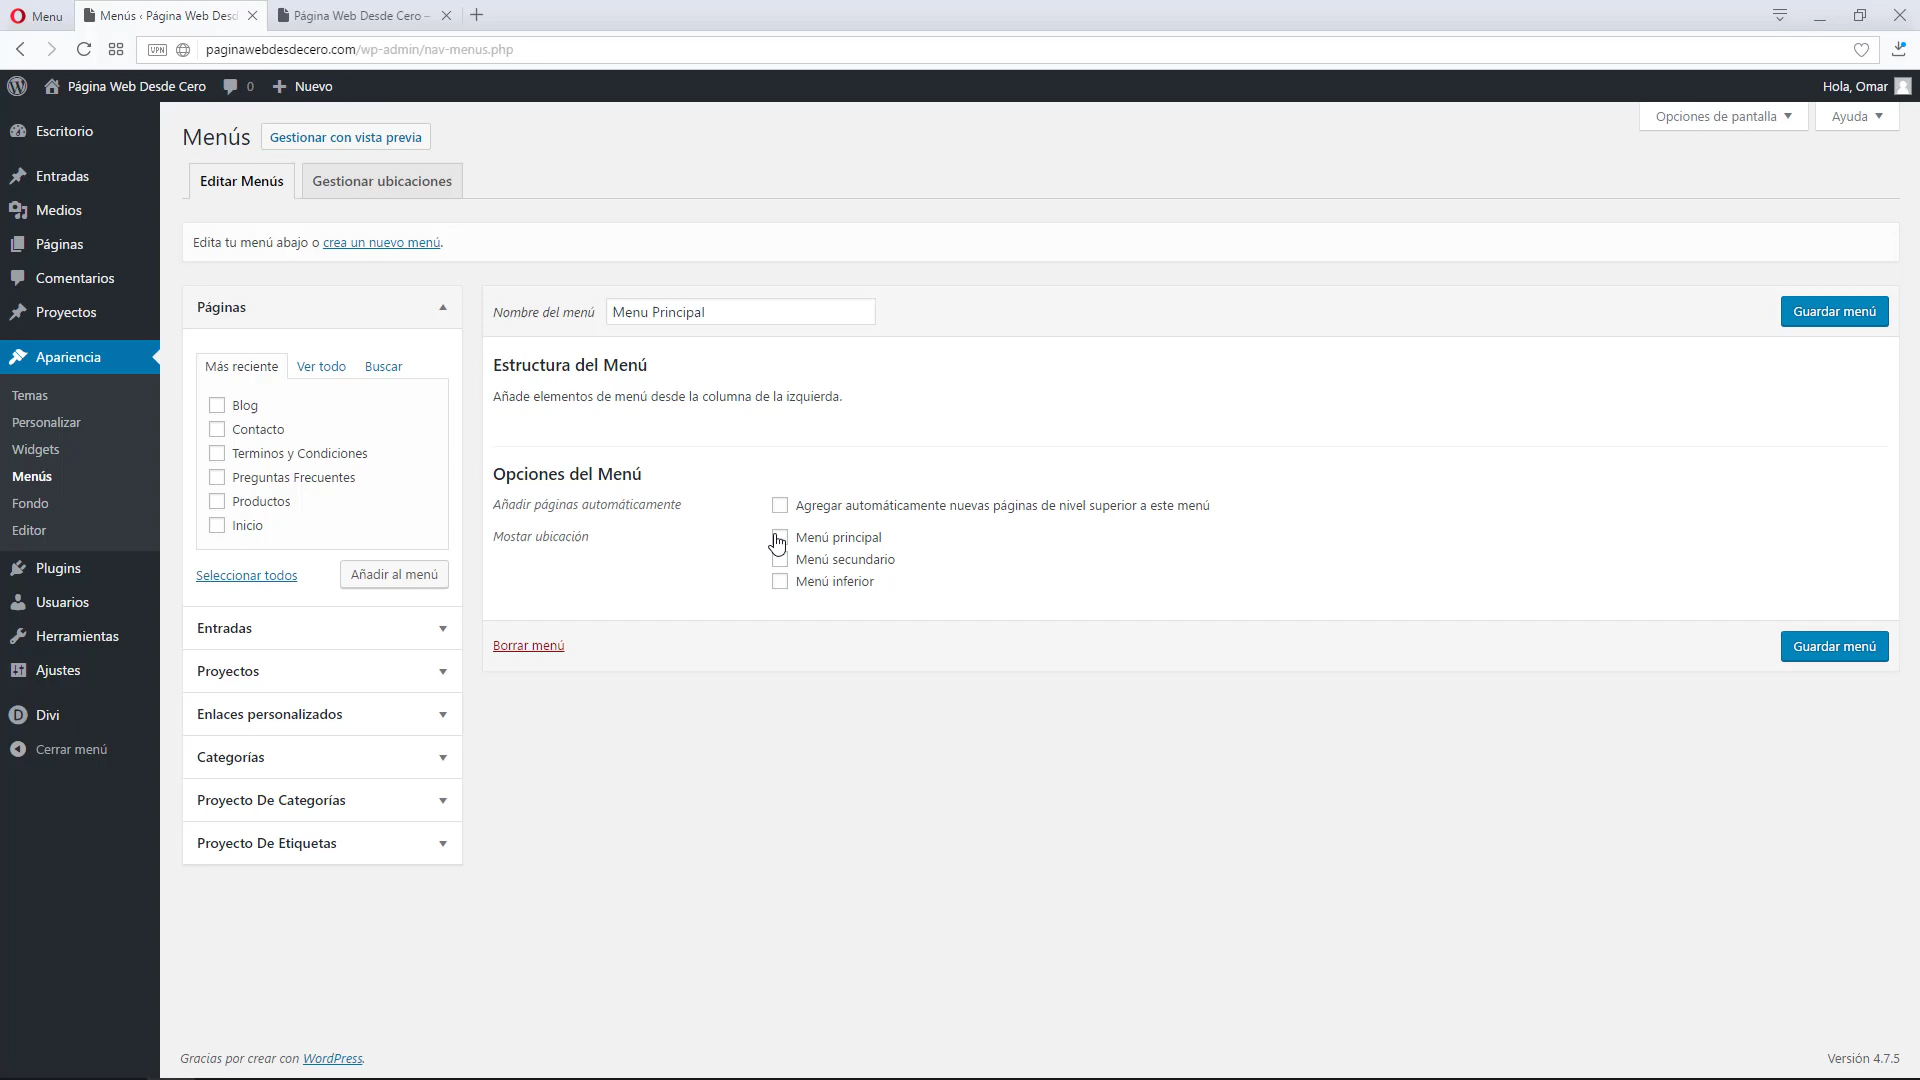 Menu
Menús ‹ Página Web Desd
Página Web Desde Cero –
VPN
paginawebdesdecero.com/wp-admin/nav-menus.php
Página Web Desde Cero
0
Nuevo
Hola, Omar
Opciones de pantalla
Ayuda
Escritorio
Entradas
Medios
Páginas
Comentarios
Proyectos
Apariencia
Temas
Personalizar
Widgets
Menús
Fondo
Editor
Plugins
Usuarios
Herramientas
Ajustes
Divi
Cerrar menú
Menús
Gestionar con vista previa
Editar Menús
Gestionar ubicaciones
Edita tu menú abajo o crea un nuevo menú.
Páginas
Más reciente
Ver todo
Buscar
Blog
Contacto
Terminos y Condiciones
Preguntas Frecuentes
Productos
Inicio
Seleccionar todos
Añadir al menú
Entradas
Proyectos
Enlaces personalizados
Categorías
Proyecto De Categorías
Proyecto De Etiquetas
Nombre del menú
Menu Principal
Guardar menú
Estructura del Menú
Añade elementos de menú desde la columna de la izquierda.
Opciones del Menú
Añadir páginas automáticamente
Agregar automáticamente nuevas páginas de nivel superior a este menú
Mostar ubicación
Menú principal
Menú secundario
Menú inferior
Borrar menú
Guardar menú
Gracias por crear con WordPress.
Versión 4.7.5